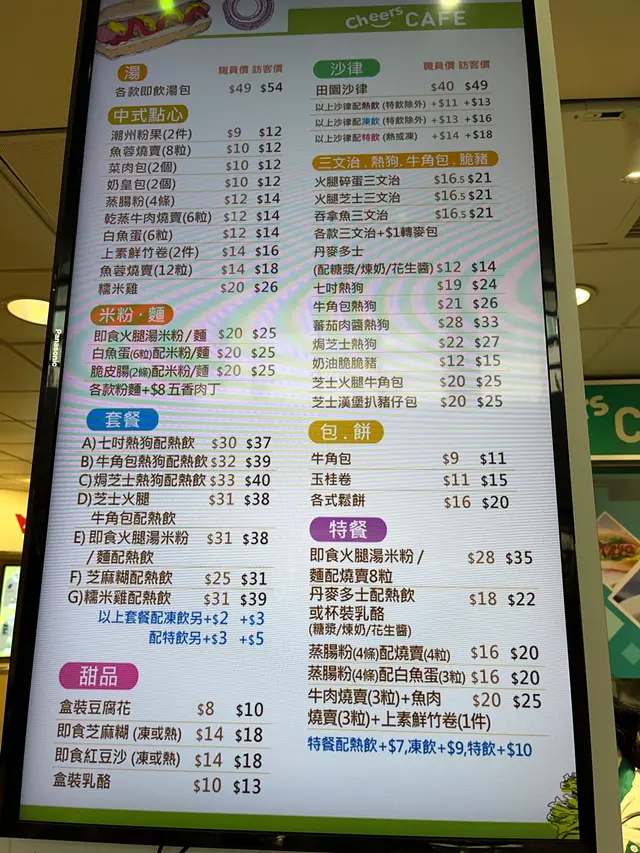 Cheers CAFE
湯 職員價 訪客價
各款即飲湯包 $49 $54
中式點心
潮州粉果(2件) $9 $12
魚蓉燒賣(8粒) $10 $12
菜肉包(2個) $10 $12
奶皇包(2個) $10 $12
蒸腸粉(4條) $12 $14
乾蒸牛肉燒賣(6粒) $12 $14
白魚蛋(6粒) $12 $14
上素鮮竹卷(2件) $14 $16
魚蓉燒賣(12粒) $14 $18
糯米雞 $20 $26
米粉．麵
即食火腿湯米粉/麵 $20 $25
白魚蛋(6粒)配米粉/麵 $20 $25
脆皮腸(2條)配米粉/麵 $20 $25
各款粉麵+$8五香肉丁
套餐
A)七吋熱狗配熱飲 $30 $37
B)牛角包熱狗配熱飲 $32 $39
C)焗芝士熱狗配熱飲 $33 $40
D)芝士火腿 $31 $38
牛角包配熱飲
E)即食火腿湯米粉 $31 $38
/麵配熱飲
F)芝麻糊配熱飲 $25 $31
G)糯米雞配熱飲 $31 $39
以上套餐配凍飲另+$2 +$3
配特飲另+$3 +$5
甜品
盒裝豆腐花 $8 $10
即食芝麻糊(凍或熱) $14 $18
即食紅豆沙(凍或熱) $14 $18
盒裝乳酪 $10 $13
沙律 職員價 訪客價
田園沙律 $40 $49
以上沙律配熱飲(特飲除外) +$11 +$13
以上沙律配凍飲(特飲除外) +$13 +$16
以上沙律配特飲(熱或凍) +$14 +$18
三文治．熱狗．牛角包．脆豬
火腿碎蛋三文治 $16.5 $21
火腿芝士三文治 $16.5 $21
吞拿魚三文治 $16.5 $21
各款三文治+$1轉麥包
丹麥多士
(配糖漿/煉奶/花生醬) $12 $14
七吋熱狗 $19 $24
牛角包熱狗 $21 $26
蕃茄肉醬熱狗 $28 $33
焗芝士熱狗 $22 $27
奶油脆脆豬 $12 $15
芝士火腿牛角包 $20 $25
芝士漢堡扒豬仔包 $20 $25
包．餅
牛角包 $9 $11
玉桂卷 $11 $15
各式鬆餅 $16 $20
特餐
即食火腿湯米粉/ $28 $35
麵配燒賣8粒
丹麥多士配熱飲 $18 $22
或杯裝乳酪
(糖漿/煉奶/花生醬)
蒸腸粉(4條)配燒賣(4粒) $16 $20
蒸腸粉(4條)配白魚蛋(3粒) $16 $20
牛肉燒賣(3粒)+魚肉 $20 $25
燒賣(3粒)+上素鮮竹卷(1件)
特餐配熱飲+$7,凍飲+$9,特飲+$10
Panasonic